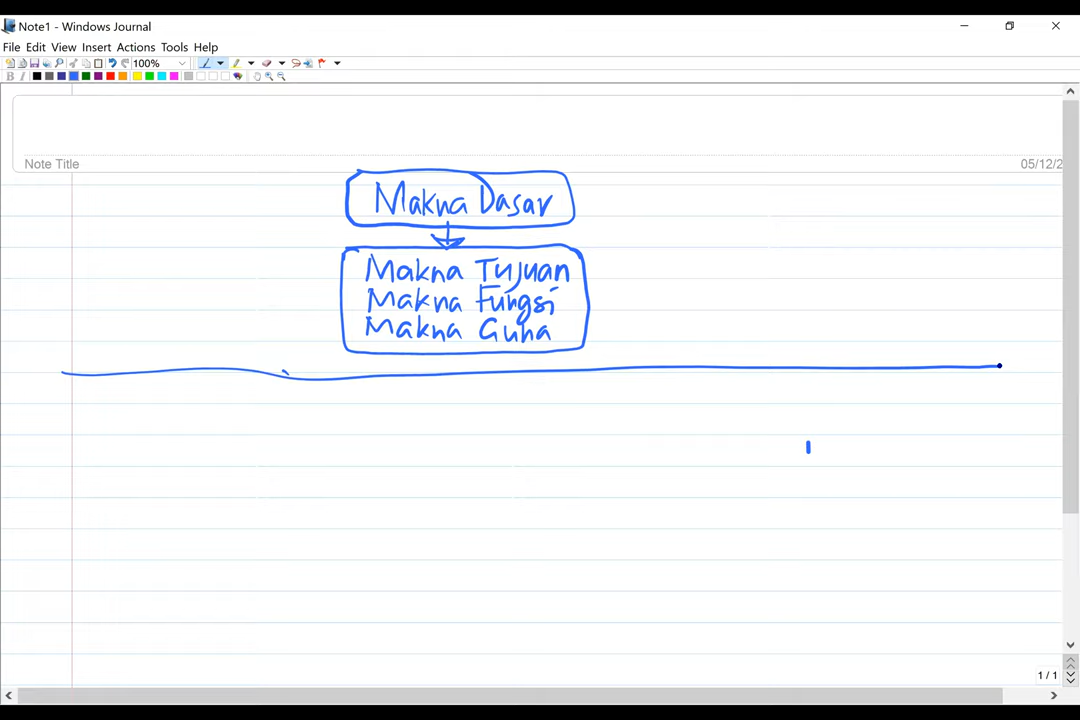 Note1 - Windows Journal
File Edit View Insert Actions Tools Help
100%
B I
Note Title
05/12/2
Makna Dasar
Makna Tujuan
Makna Fungsi
Makna Guna
1 / 1